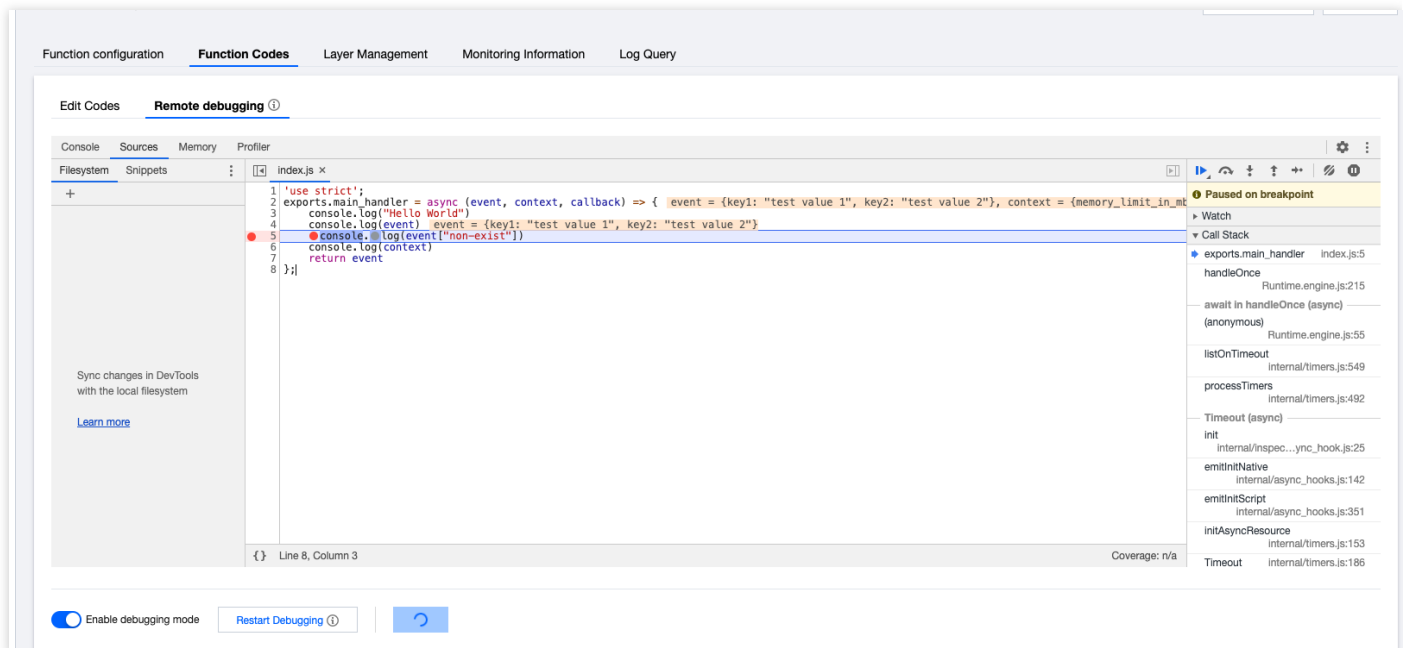 Function configuration Function Codes Layer Management Monitoring Information Log Query
Edit Codes Remote debugging
Console Sources Memory Profiler
Filesystem Snippets index.js ×
+
1 'use strict';
2 exports.main_handler = async (event, context, callback) => { event = {key1: "test value 1", key2: "test value 2"}, context = {memory_limit_in_mb
3 console.log("Hello World")
4 console.log(event) event = {key1: "test value 1", key2: "test value 2"}
5 console.log(event["non-exist"])
6 console.log(context)
7 return event
8 };
Sync changes in DevTools
with the local filesystem
Learn more
{} Line 8, Column 3 Coverage: n/a
Paused on breakpoint
Watch
Call Stack
exports.main_handler index.js:5
handleOnce
Runtime.engine.js:215
await in handleOnce (async)
(anonymous)
Runtime.engine.js:55
listOnTimeout
internal/timers.js:549
processTimers
internal/timers.js:492
Timeout (async)
init
internal/inspec…ync_hook.js:25
emitInitNative
internal/async_hooks.js:142
emitInitScript
internal/async_hooks.js:351
initAsyncResource
internal/timers.js:153
Timeout internal/timers.js:186
Enable debugging mode Restart Debugging